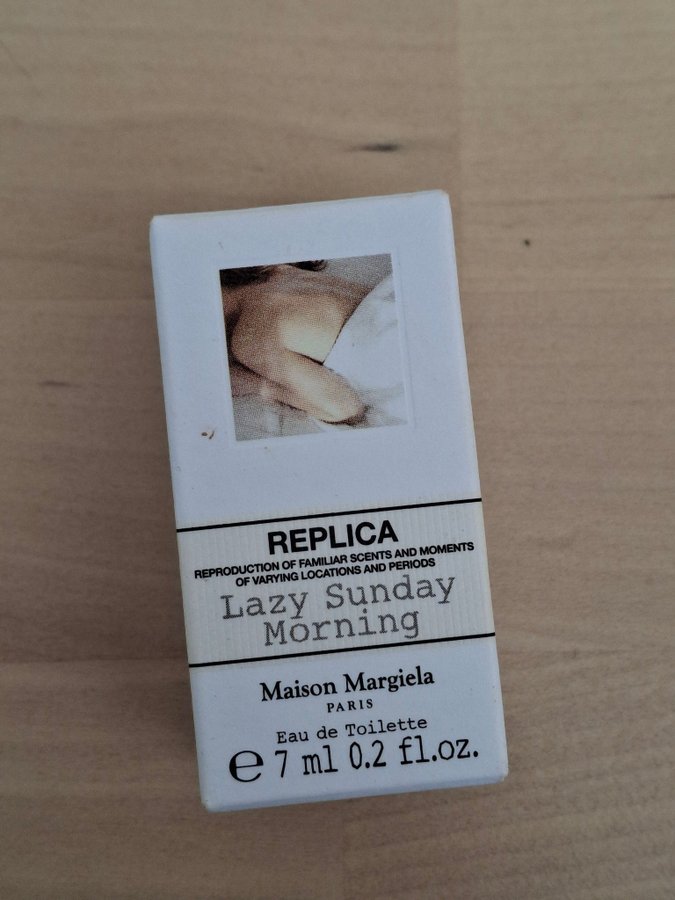 REPLICA
REPRODUCTION OF FAMILIAR SCENTS AND MOMENTS
OF VARYING LOCATIONS AND PERIODS
Lazy Sunday
Morning
Maison Margiela
PARIS
Eau de Toilette
℮ 7 ml 0.2 fl.oz.